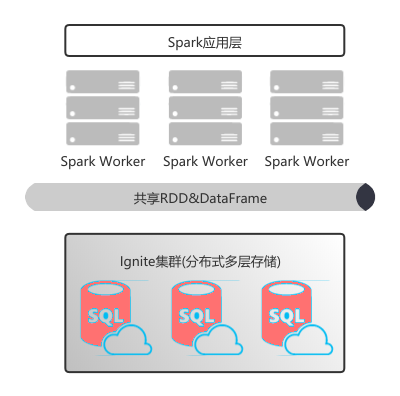 Spark应用层
Spark Worker Spark Worker Spark Worker
共享RDD&DataFrame
Ignite集群(分布式多层存储)
SQL SQL SQL